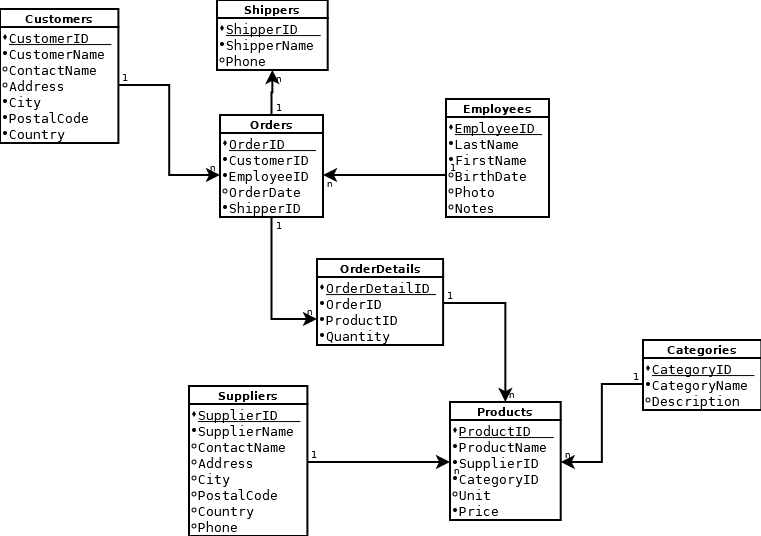 Customers
CustomerID
CustomerName
ContactName
Address
City
PostalCode
Country
1
n
Shippers
ShipperID
ShipperName
Phone
n
1
Orders
OrderID
CustomerID
EmployeeID
OrderDate
ShipperID
n
1
Employees
EmployeeID
LastName
FirstName
BirthDate
Photo
Notes
1
n
OrderDetails
OrderDetailID
OrderID
ProductID
Quantity
1
n
Categories
CategoryID
CategoryName
Description
1
n
Suppliers
SupplierID
SupplierName
ContactName
Address
City
PostalCode
Country
Phone
1
Products
ProductID
ProductName
SupplierID
CategoryID
Unit
Price
n